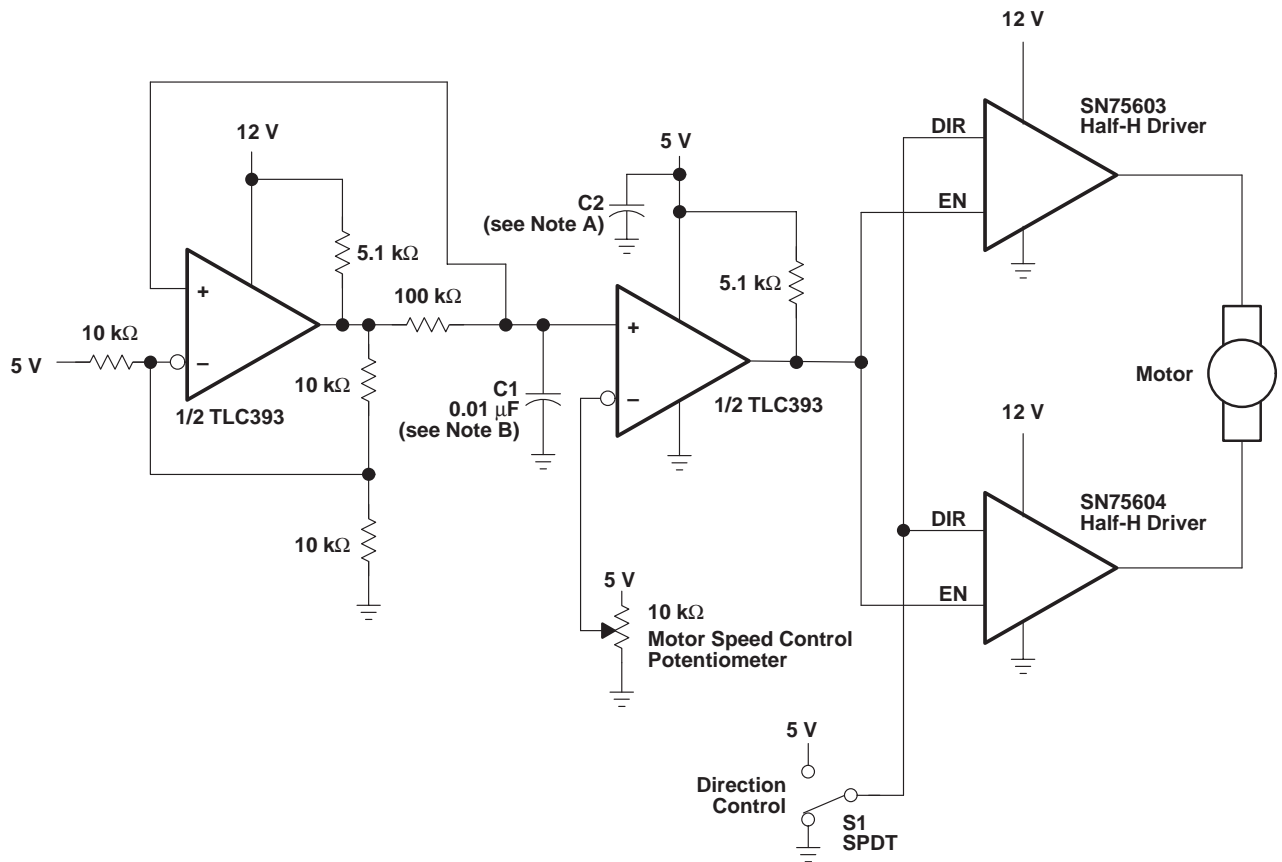 12 V
SN75603
Half-H Driver
DIR
EN
12 V
5 V
C2
(see Note A)
5.1 kΩ
5.1 kΩ
100 kΩ
+
10 kΩ
5 V
−
1/2 TLC393
10 kΩ
C1
0.01 μF
(see Note B)
+
−
1/2 TLC393
Motor
12 V
10 kΩ
SN75604
Half-H Driver
DIR
EN
5 V
10 kΩ
Motor Speed Control
Potentiometer
5 V
Direction
Control
S1
SPDT